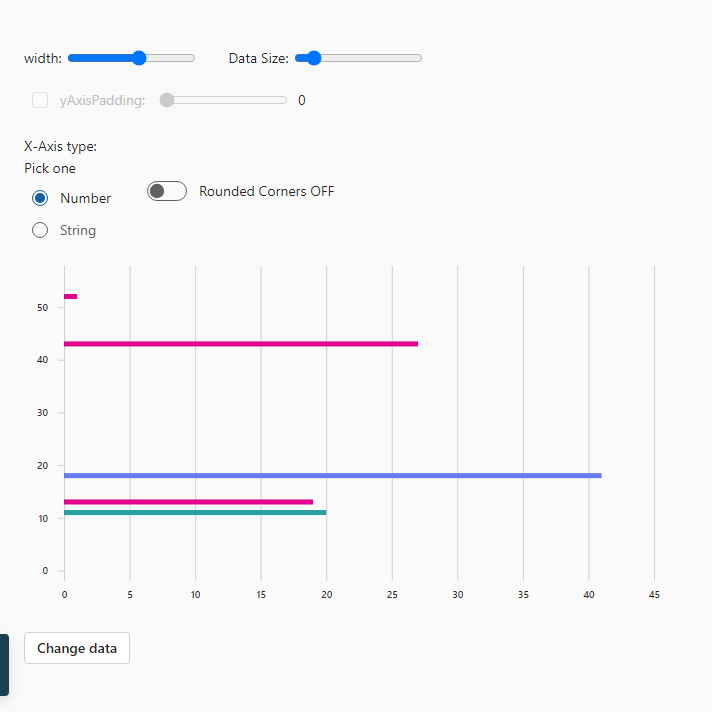 width: Data Size:
yAxisPadding: 0
X-Axis type:
Pick one
Number Rounded Corners OFF
String
50
40
30
20
10
0
0 5 10 15 20 25 30 35 40 45
Change data